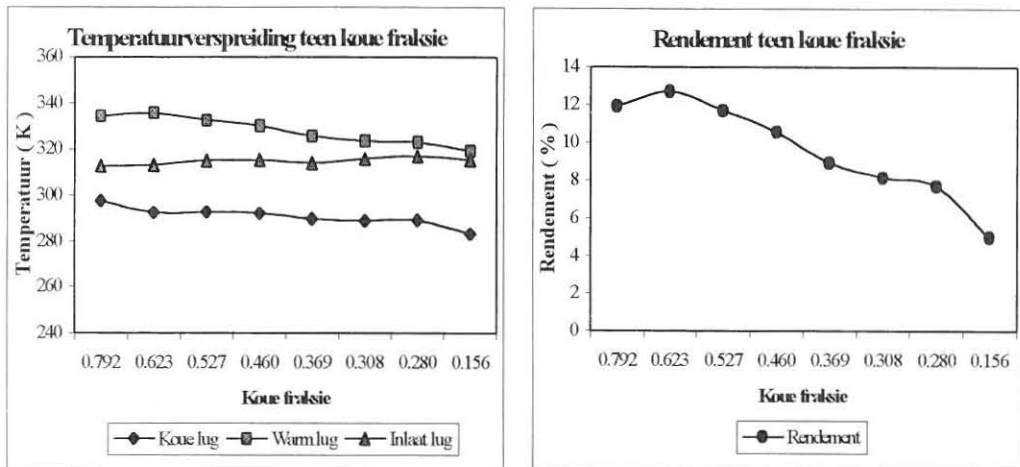 Temperatuurverspreiding teen koue fraksie
Temperatuur ( K )
360
340
320
300
280
260
240
0.792 0.623 0.527 0.460 0.369 0.308 0.280 0.156
Koue fraksie
Koue lug Warm lug Inlaat lug
Rendement teen koue fraksie
Rendement ( % )
14
12
10
8
6
4
2
0
0.792 0.623 0.527 0.460 0.369 0.308 0.280 0.156
Koue fraksie
Rendement